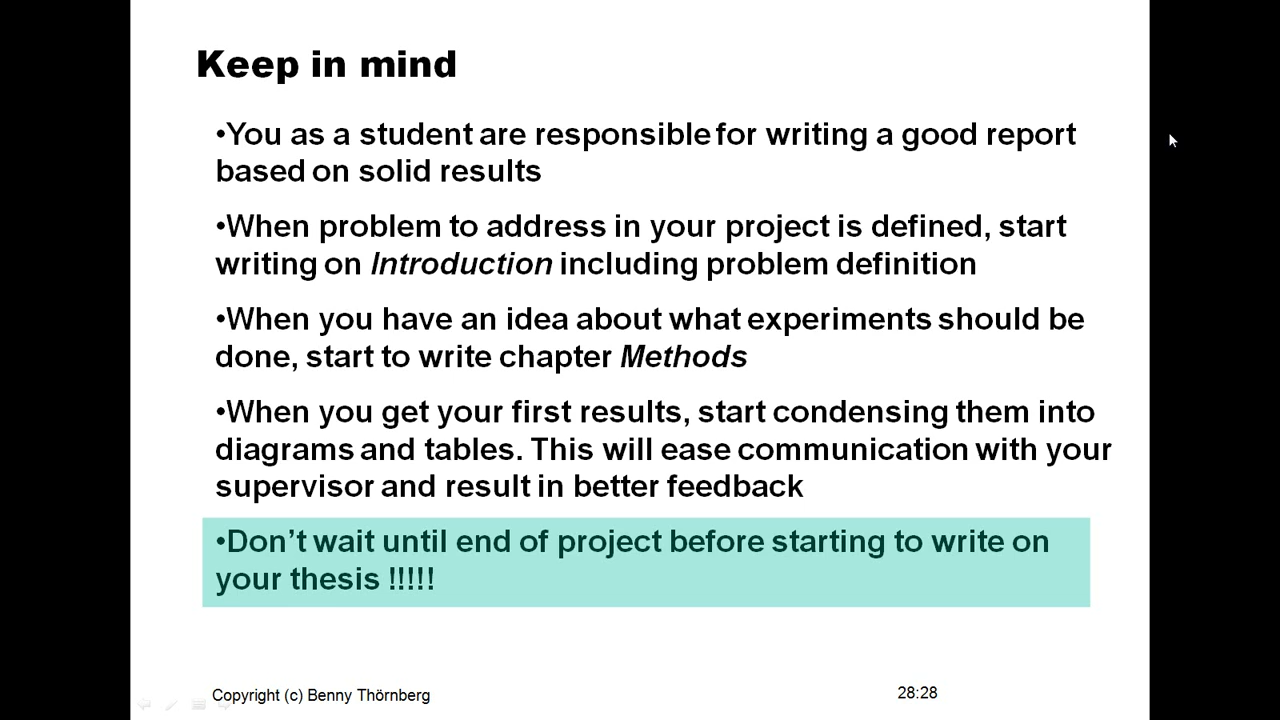 Keep in mind
•You as a student are responsible for writing a good report
based on solid results
•When problem to address in your project is defined, start
writing on Introduction including problem definition
•When you have an idea about what experiments should be
done, start to write chapter Methods
•When you get your first results, start condensing them into
diagrams and tables. This will ease communication with your
supervisor and result in better feedback
•Don’t wait until end of project before starting to write on
your thesis !!!!!
Copyright (c) Benny Thörnberg
28:28